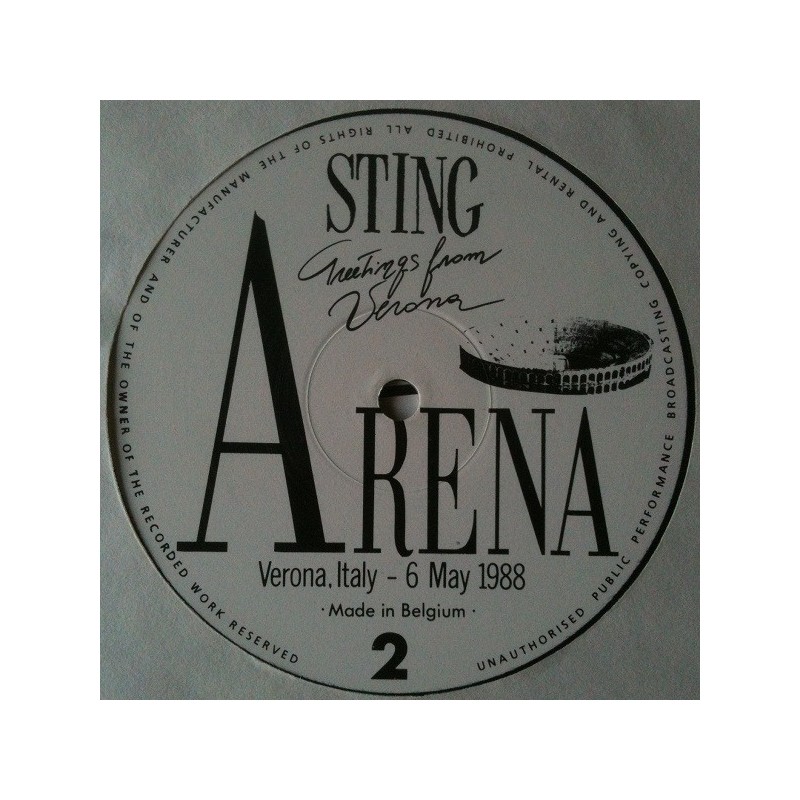 STING
Greetings from
Verona
ARENA
Verona, Italy - 6 May 1988
· Made in Belgium ·
2
ALL RIGHTS OF THE MANUFACTURER AND OF THE OWNER OF THE RECORDED WORK RESERVED
UNAUTHORISED PUBLIC PERFORMANCE BROADCASTING COPYING AND RENTAL PROHIBITED